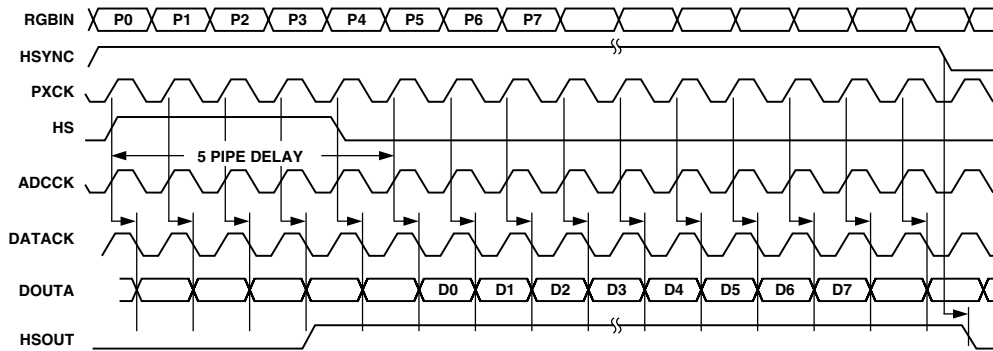 RGBIN P0 P1 P2 P3 P4 P5 P6 P7
HSYNC
PXCK
HS
5 PIPE DELAY
ADCCK
DATACK
DOUTA D0 D1 D2 D3 D4 D5 D6 D7
HSOUT